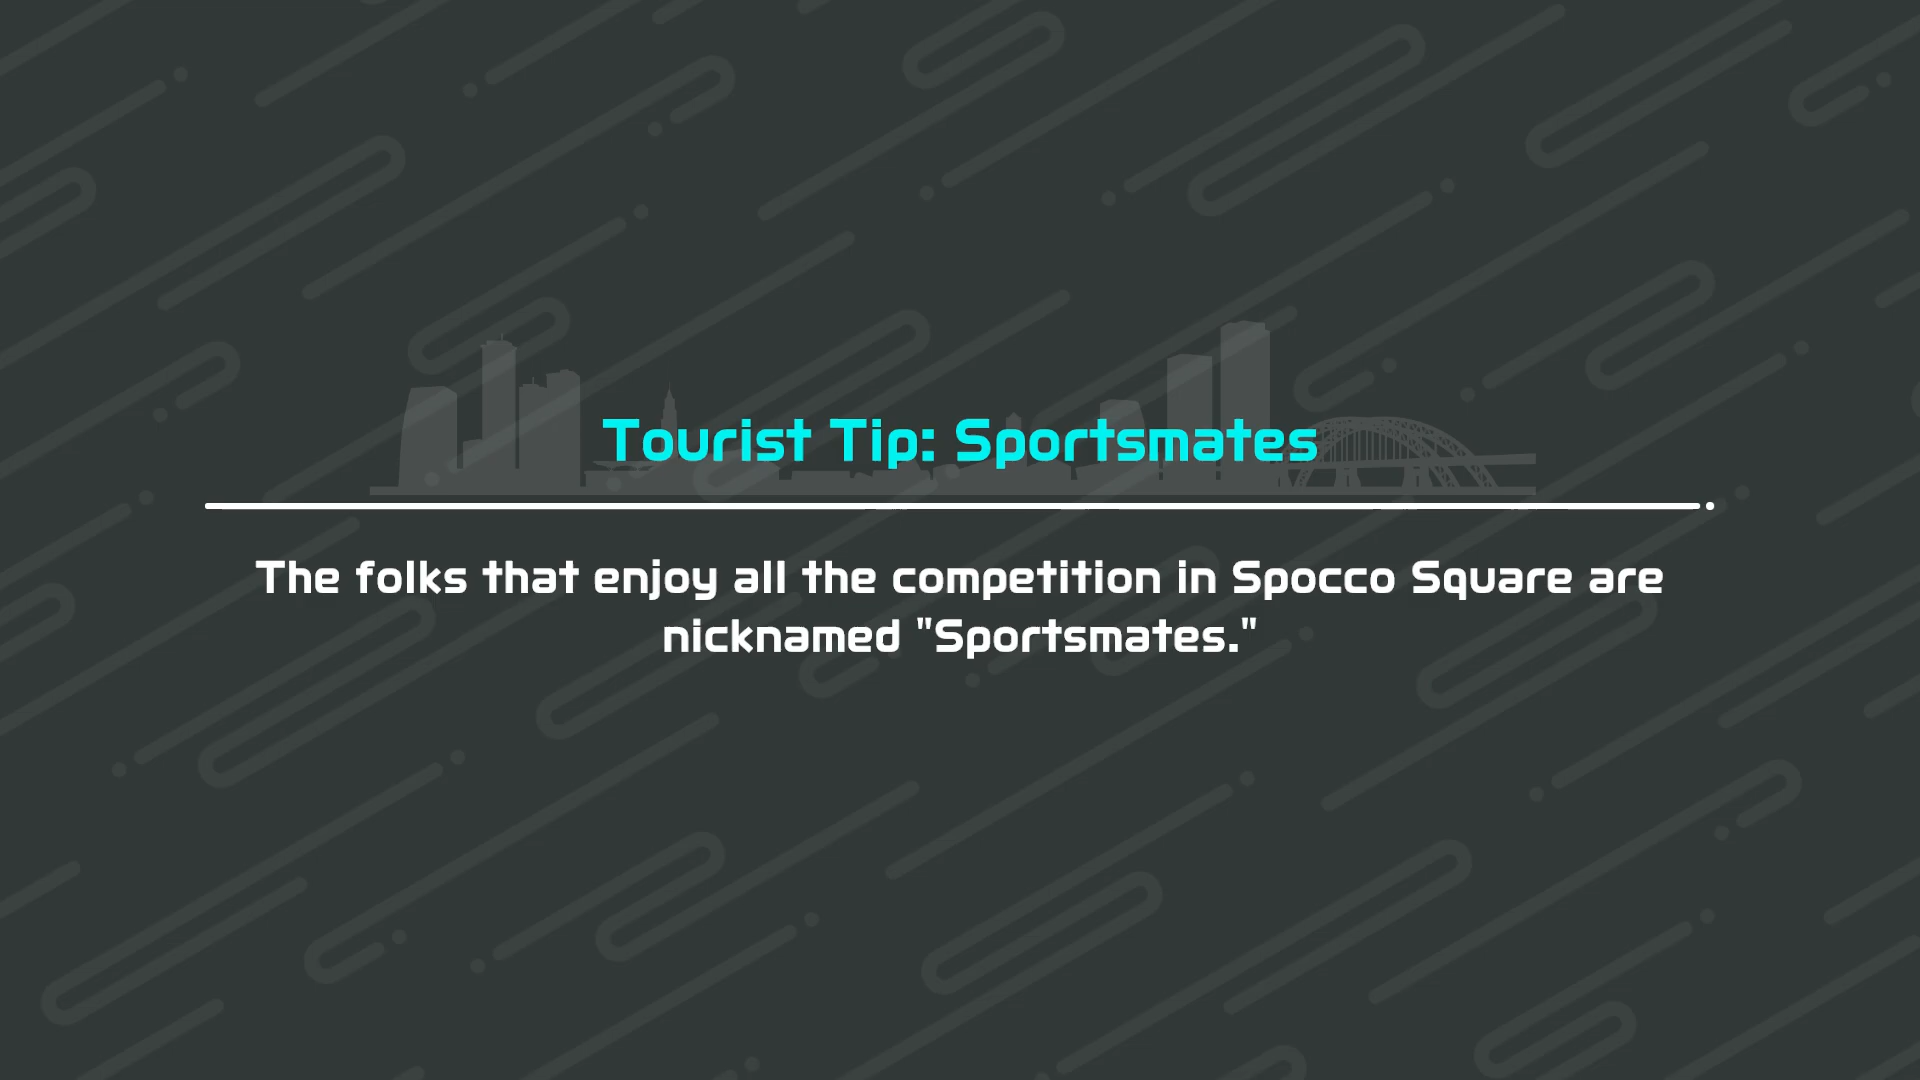 Tourist Tip: Sportsmates
The folks that enjoy all the competition in Spocco Square are
nicknamed "Sportsmates."